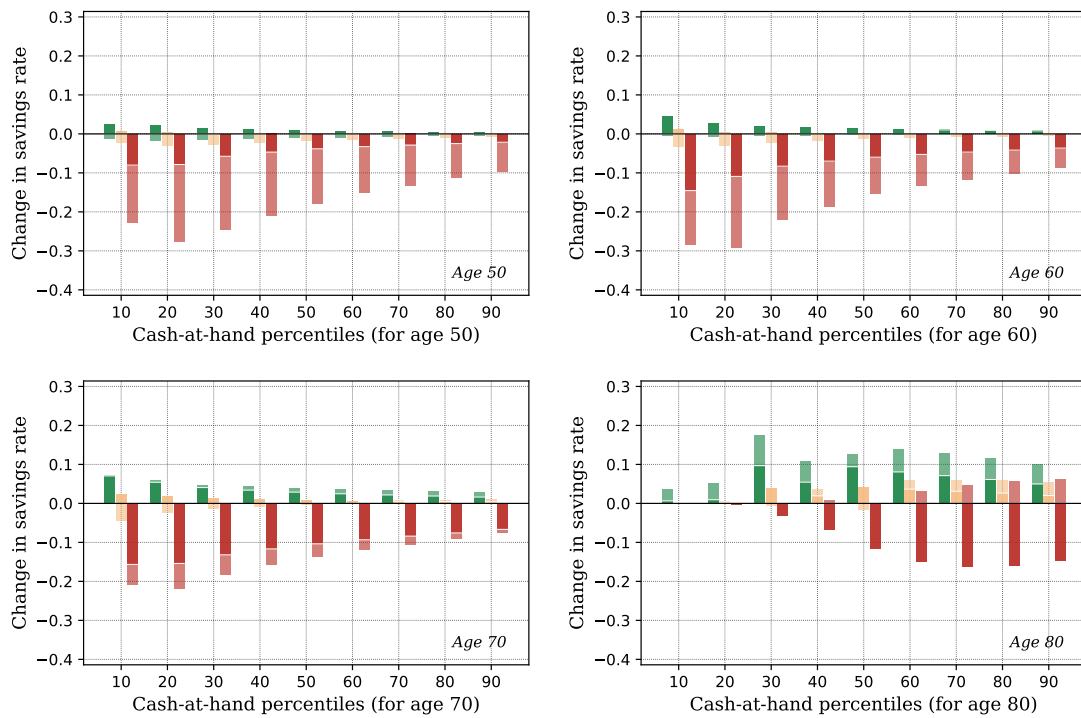 0.3
0.2
0.1
0.0
−0.1
−0.2
−0.3
−0.4
Change in savings rate
Age 50
10 20 30 40 50 60 70 80 90
Cash-at-hand percentiles (for age 50)
0.3
0.2
0.1
0.0
−0.1
−0.2
−0.3
−0.4
Change in savings rate
Age 60
10 20 30 40 50 60 70 80 90
Cash-at-hand percentiles (for age 60)
0.3
0.2
0.1
0.0
−0.1
−0.2
−0.3
−0.4
Change in savings rate
Age 70
10 20 30 40 50 60 70 80 90
Cash-at-hand percentiles (for age 70)
0.3
0.2
0.1
0.0
−0.1
−0.2
−0.3
−0.4
Change in savings rate
Age 80
10 20 30 40 50 60 70 80 90
Cash-at-hand percentiles (for age 80)